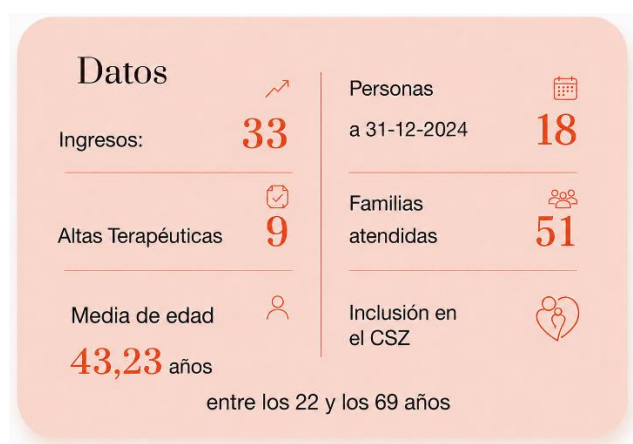 Datos
Ingresos:
33
Altas Terapéuticas
9
Media de edad
43,23 años
Personas
a 31-12-2024
18
Familias
atendidas
51
Inclusión en
el CSZ
entre los 22 y los 69 años